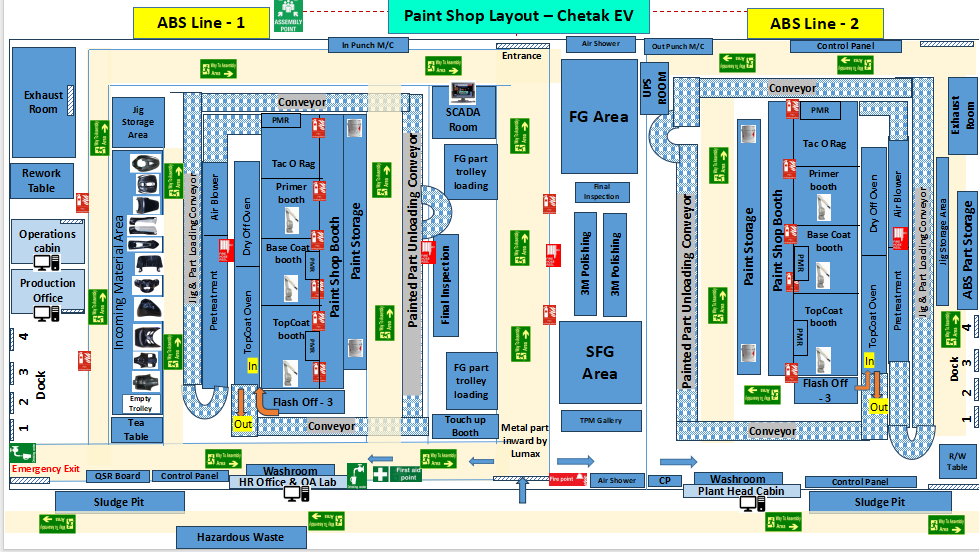 ABS Line - 1
ASSEMBLY
POINT
Paint Shop Layout – Chetak EV
ABS Line - 2
In Punch M/C
Entrance
Air Shower
Out Punch M/C
Control Panel
Exhaust
Room
Jig
Storage
Area
Conveyor
PMR
SCADA
Room
FG Area
UPS
ROOM
Conveyor
PMR
Exhaust
Room
Rework
Table
Incoming Material Area
Jig & Part Loading Conveyor
Air Blower
Pretreatment
Dry Off Oven
TopCoat Oven
Tac O Rag
Primer
booth
Base Coat
booth
PMR
TopCoat
booth
PMR
Paint Shop Booth
Paint Storage
Painted Part Unloading Conveyor
FG part
trolley
loading
Final Inspection
FG part
trolley
loading
Touch up
Booth
Final
Inspection
3M Polishing
3M Polishing
SFG
Area
TPM Gallery
Painted Part Unloading Conveyor
Paint Storage
Paint Shop Booth
Tac O Rag
Primer
booth
Base Coat
booth
PMR
TopCoat
booth
PMR
Dry Off Oven
TopCoat Oven
Air Blower
Pretreatment
Jig & Part Loading Conveyor
Jig Storage Area
ABS Part Storage
Operations
cabin
Production
Office
Dock
4
3
2
1
Empty
Trolley
Tea
Table
In
Out
Flash Off - 3
Conveyor
Metal part
inward by
Lumax
In
Out
Flash Off
- 3
Conveyor
Dock
4
3
2
1
R/W
Table
Emergency Exit
QSR Board
Control Panel
Washroom
HR Office & QA Lab
First aid
point
Fire point
Air Shower
CP
Washroom
Plant Head Cabin
Control Panel
Sludge Pit
Sludge Pit
Hazardous Waste